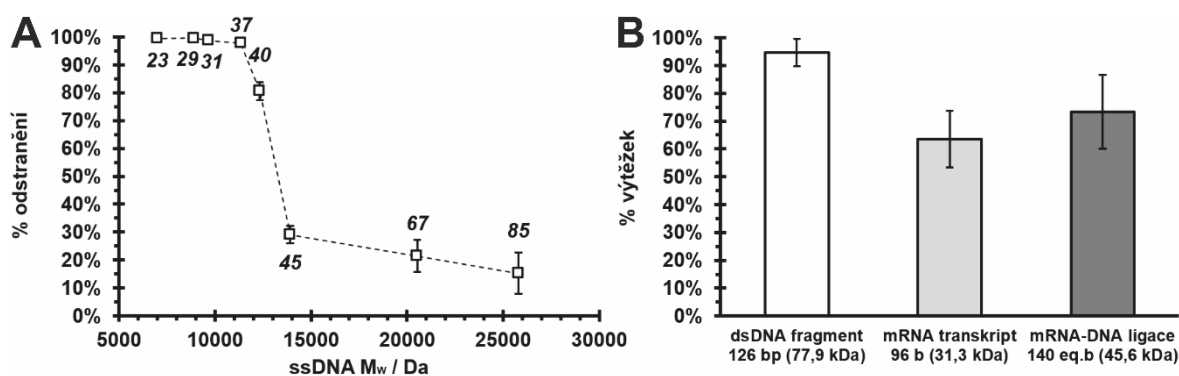 A
100%
90%
80%
70%
60%
50%
40%
30%
20%
10%
0%
% odstranění
23
29
31
37
40
45
67
85
5000 10000 15000 20000 25000 30000
ssDNA Mw / Da
B
100%
90%
80%
70%
60%
50%
40%
30%
20%
10%
0%
% výtěžek
dsDNA fragment
126 bp (77,9 kDa)
mRNA transkript
96 b (31,3 kDa)
mRNA-DNA ligace
140 eq.b (45,6 kDa)